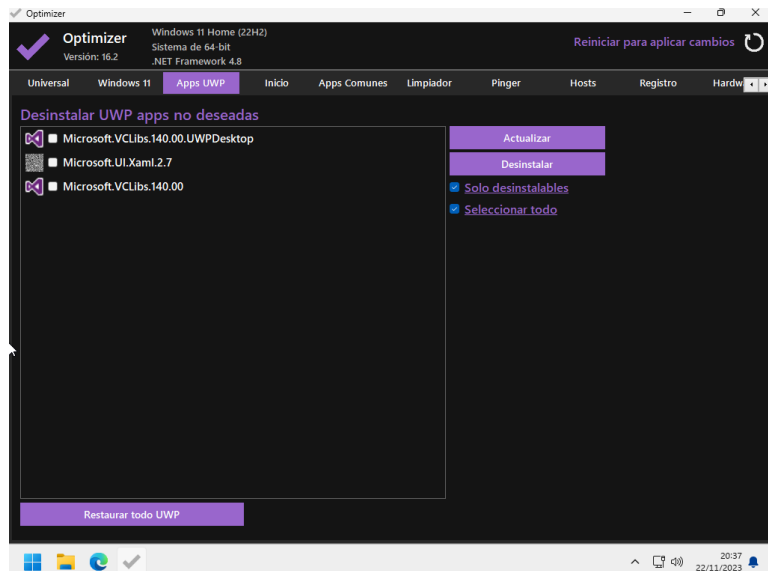 Optimizer
Optimizer
Versión: 16.2
Windows 11 Home (22H2)
Sistema de 64-bit
.NET Framework 4.8
Reiniciar para aplicar cambios
Universal Windows 11 Apps UWP Inicio Apps Comunes Limpiador Pinger Hosts Registro Hardw
Desinstalar UWP apps no deseadas
Microsoft.VCLibs.140.00.UWPDesktop
Microsoft.UI.Xaml.2.7
Microsoft.VCLibs.140.00
Actualizar
Desinstalar
Solo desinstalables
Seleccionar todo
Restaurar todo UWP
20:37
22/11/2023